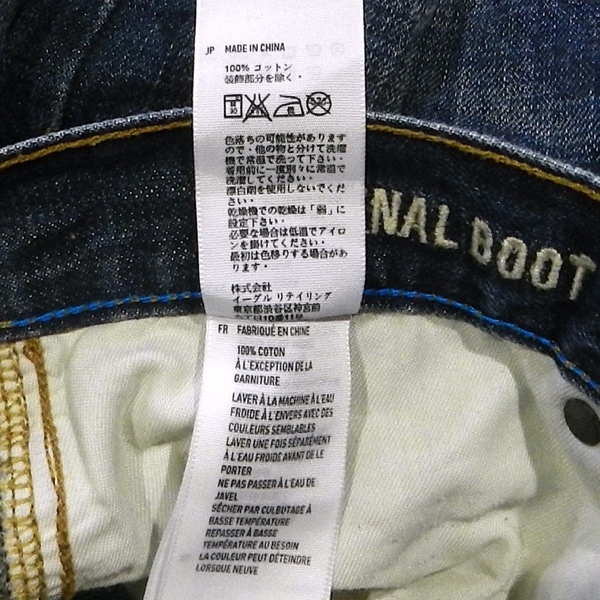 JP MADE IN CHINA
100% コットン
装飾部分を除く・
色落ちの可能性があります
ので・他の物と分けて洗濯
機で常温で洗って下さい・
着用前に一度別々に常温で
洗濯してください・
漂白剤を使用しないでくだ
さい・
乾燥機での乾燥は「弱」に
設定下さい・
必要な場合は低温でアイロ
ンを掛けてください・
最初は色移りする場合が
あります・
株式会社
イーグル リテイリング
東京都渋谷区神宮前
NAL BOOT
FR FABRIQUÉ EN CHINE
100% COTON
À L'EXCEPTION DE LA
GARNITURE
LAVER À LA MACHINE À L'EAU
FROIDE À L'ENVERS AVEC DES
COULEURS SEMBLABLES
LAVER UNE FOIS SÉPARÉMENT
À L'EAU FROIDE AVANT DE LE
PORTER
NE PAS PASSER À L'EAU DE
JAVEL
SÉCHER PAR CULBUTAGE À
BASSE TEMPÉRATURE
REPASSER À BASSE
TEMPÉRATURE AU BESOIN
LA COULEUR PEUT DÉTEINDRE
LORSQUE NEUVE